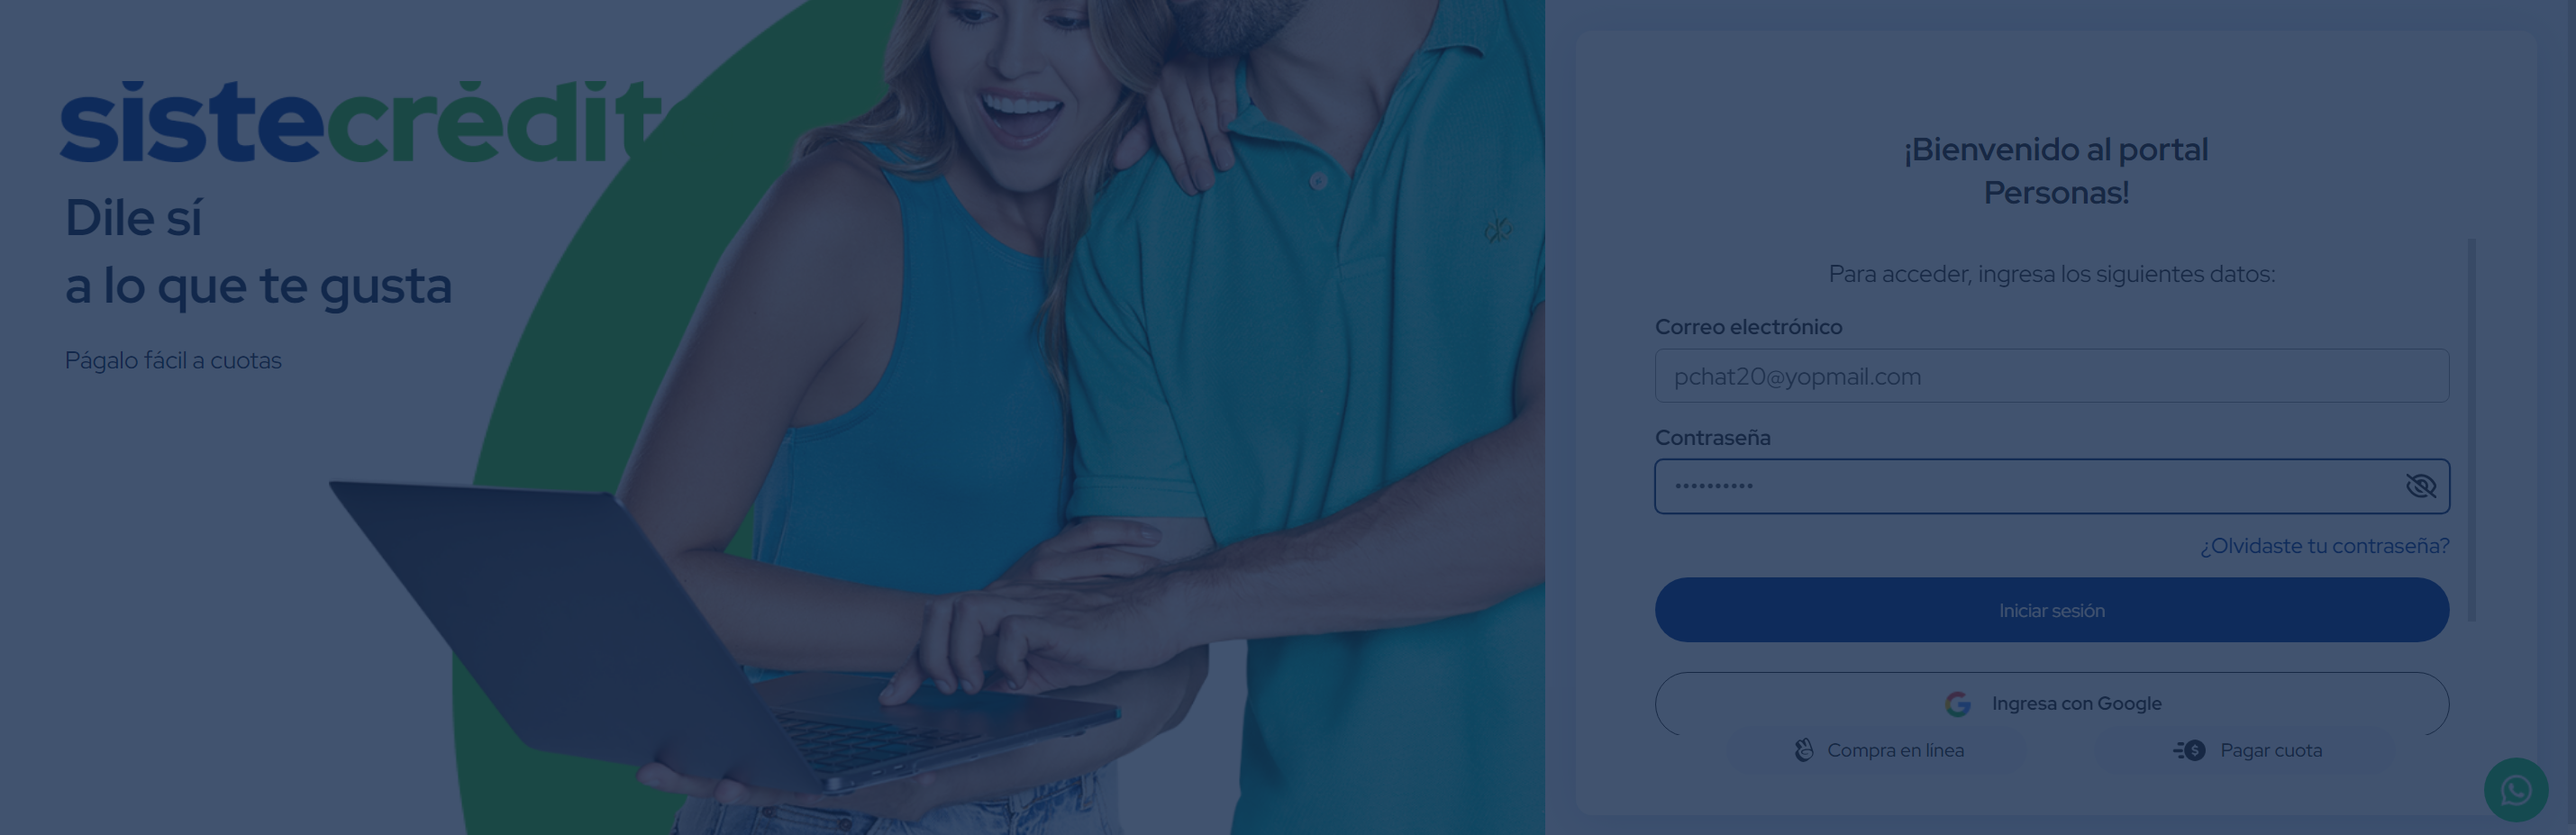 sistecrédito
Dile sí
a lo que te gusta
Págalo fácil a cuotas
¡Bienvenido al portal
Personas!
Para acceder, ingresa los siguientes datos:
Correo electrónico
pchat20@yopmail.com
Contraseña
••••••••••
¿Olvidaste tu contraseña?
Iniciar sesión
Ingresa con Google
Compra en línea
Pagar cuota